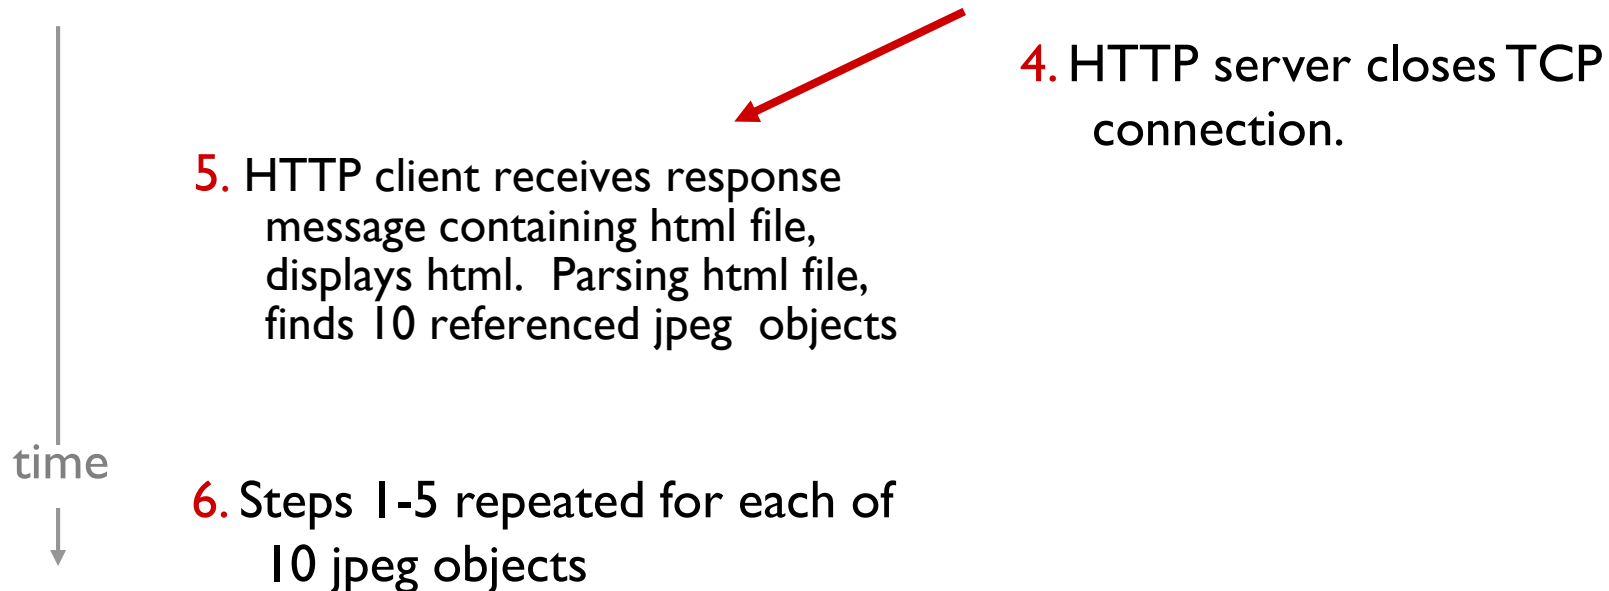 4. HTTP server closes TCP
connection.
5. HTTP client receives response
message containing html file,
displays html. Parsing html file,
finds 10 referenced jpeg objects
time
6. Steps 1-5 repeated for each of
10 jpeg objects